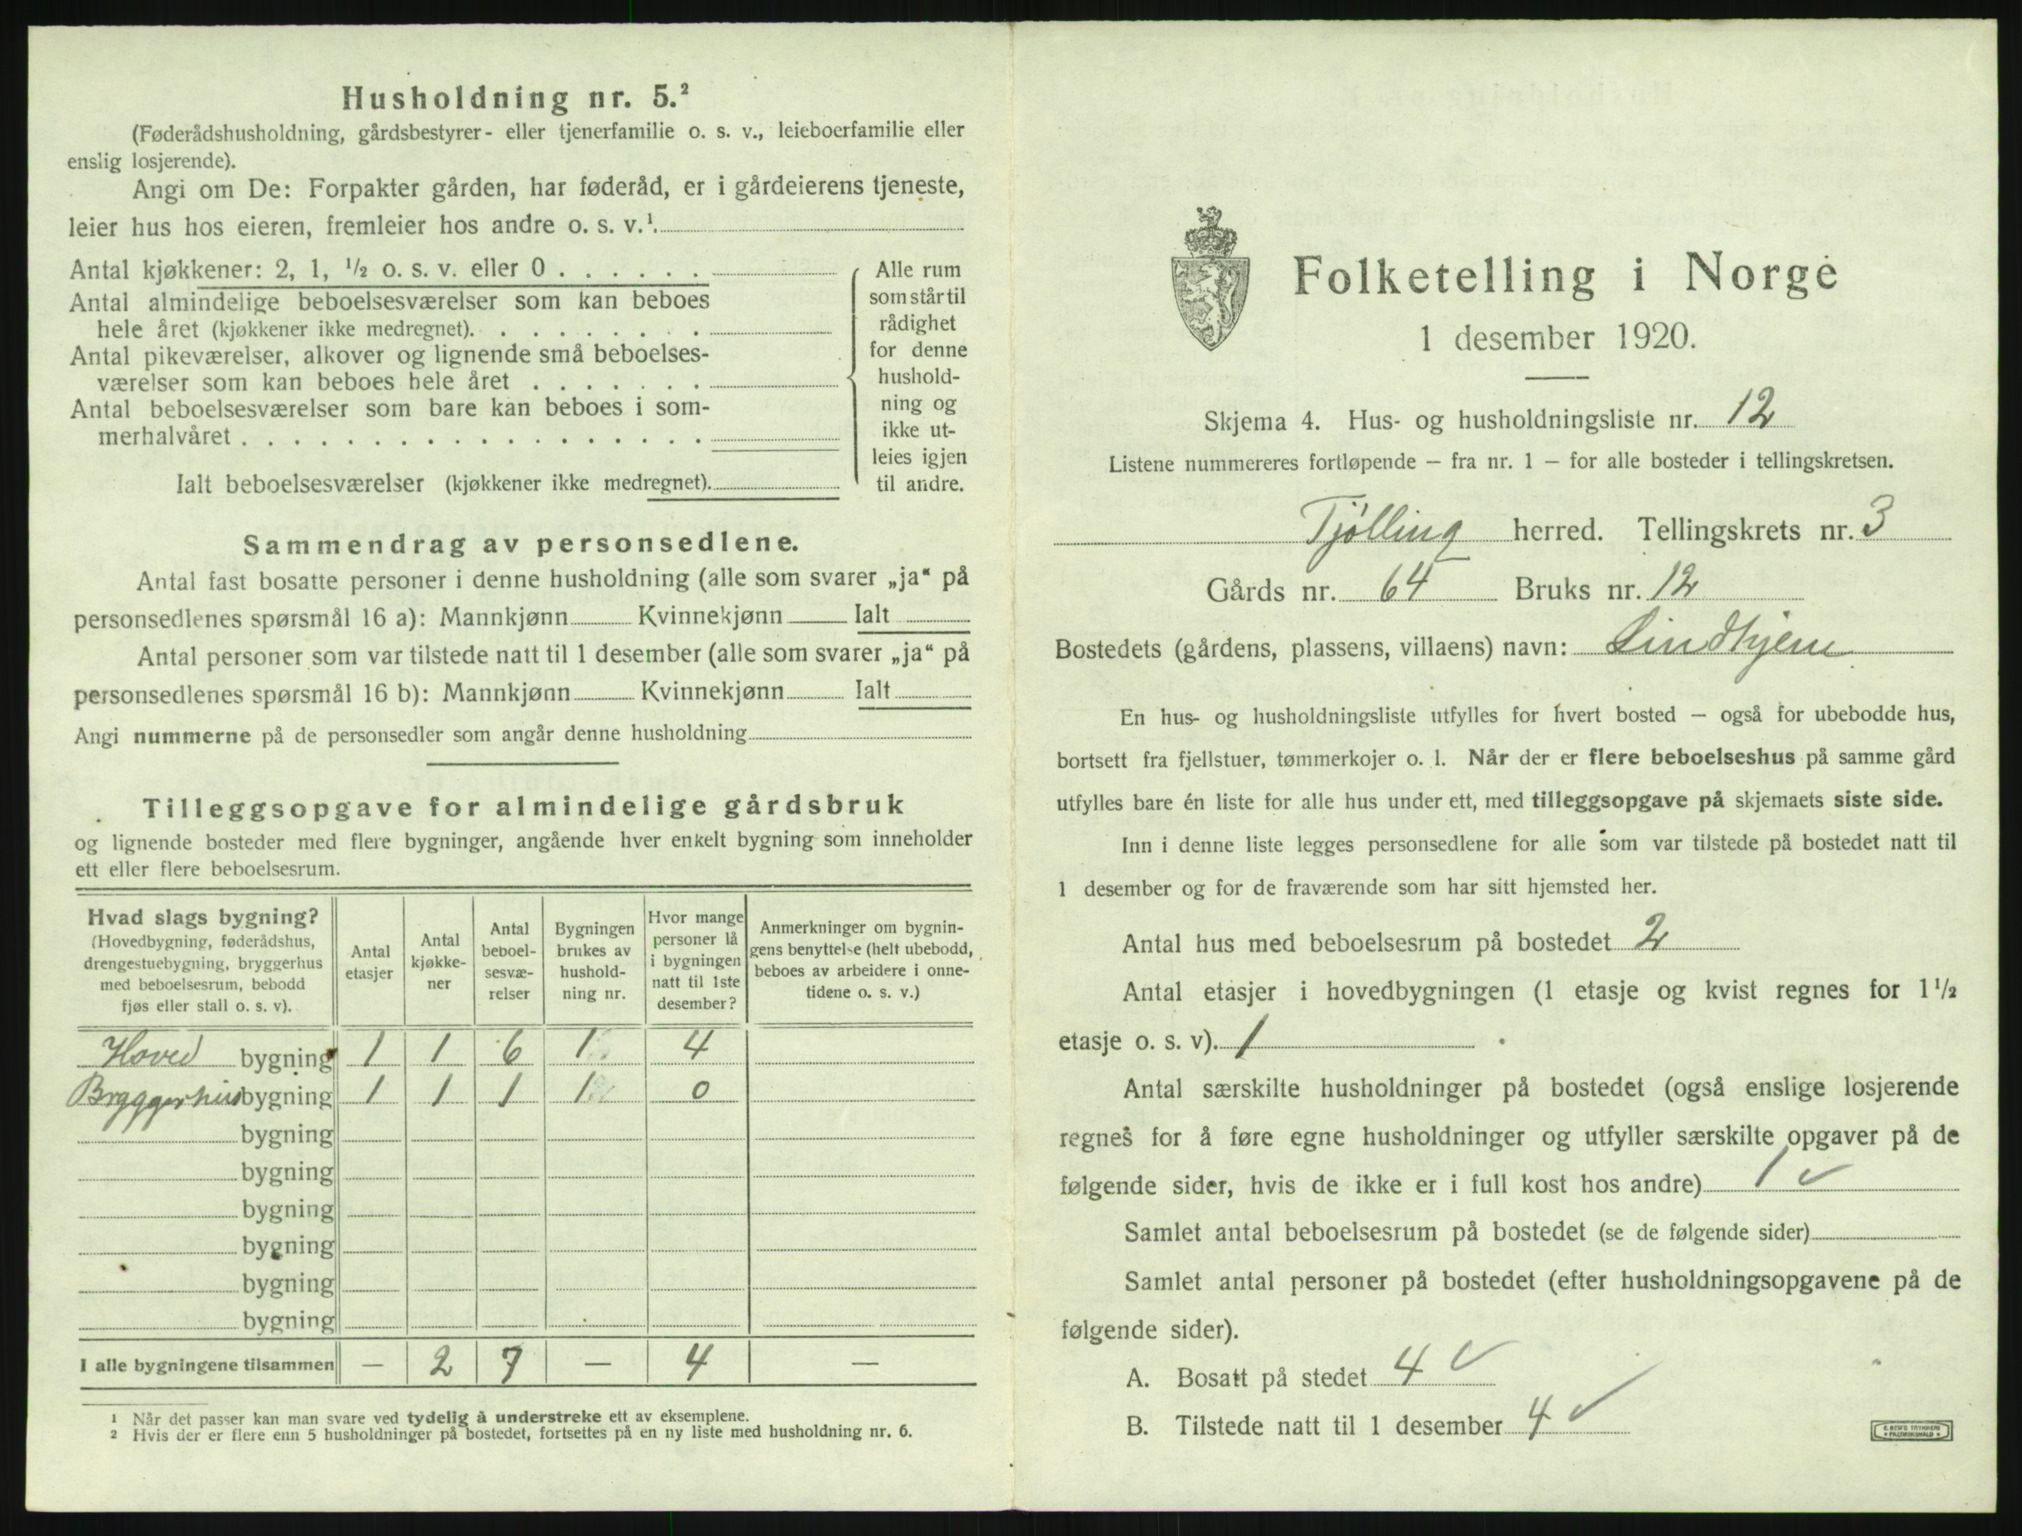 Husholdning nr. 5.²
(Føderådshusholdning, gårdsbestyrer- eller tjenerfamilie o. s. v., leieboerfamilie eller
enslig losjerende).
Angi om De: Forpakter gården, har føderåd, er i gårdeierens tjeneste,
leier hus hos eieren, fremleier hos andre o. s. v.¹.
Antal kjøkkener: 2, 1, ½ o. s. v. eller 0 . . . . . .
Antal almindelige beboelsesværelser som kan beboes
hele året (kjøkkener ikke medregnet). . . . . . . . .
Antal pikeværelser, alkover og lignende små beboelses-
værelser som kan beboes hele året . . . . . . .
Antal beboelsesværelser som bare kan beboes i som-
merhalvåret . . . . . . . . . . . . . . . . . .
Ialt beboelsesværelser (kjøkkener ikke medregnet).
Alle rum
som står til
rådighet
for denne
hushold-
ning og
ikke ut-
leies igjen
til andre.
Sammendrag av personsedlene.
Antal fast bosatte personer i denne husholdning (alle som svarer „ja“ på
personsedlenes spørsmål 16 a): Mannkjønn Kvinnekjønn Ialt
Antal personer som var tilstede natt til 1 desember (alle som svarer „ja“ på
personsedlenes spørsmål 16 b): Mannkjønn Kvinnekjønn Ialt
Angi nummerne på de personsedler som angår denne husholdning
Tilleggsopgave for almindelige gårdsbruk
og lignende bosteder med flere bygninger, angående hver enkelt bygning som inneholder
ett eller flere beboelsesrum.
Hvad slags bygning?
(Hovedbygning, føderådshus,
drengestuebygning, bryggerhus
med beboelsesrum, bebodd
fjøs eller stall o. s. v).
Antal
etasjer
Antal
kjøkke-
ner
Antal
beboel-
sesvæ-
relser
Bygningen
brukes av
hushold-
ning nr.
Hvor mange
personer lå
i bygningen
natt til 1ste
desember?
Anmerkninger om bygnin-
gens benyttelse (helt ubebodd,
beboes av arbeidere i onne-
tidene o. s. v.)
Hoved bygning 1 1 6 1 4
Bryggerhus bygning 1 1 1 1 0
bygning
bygning
bygning
bygning
bygning
bygning
I alle bygningene tilsammen — 2 7 — 4 —
¹ Når det passer kan man svare ved tydelig å understreke ett av eksemplene.
² Hvis der er flere enn 5 husholdninger på bostedet, fortsettes på en ny liste med husholdning nr. 6.
Folketelling i Norge
1 desember 1920.
Skjema 4. Hus- og husholdningsliste nr. 12
Listene nummereres fortløpende — fra nr. 1 — for alle bosteder i tellingskretsen.
Tjølling herred. Tellingskrets nr. 3
Gårds nr. 64 Bruks nr. 12
Bostedets (gårdens, plassens, villaens) navn: Lindhjem
En hus- og husholdningsliste utfylles for hvert bosted — også for ubebodde hus,
bortsett fra fjellstuer, tømmerkojer o. l. Når der er flere beboelseshus på samme gård
utfylles bare én liste for alle hus under ett, med tilleggsopgave på skjemaets siste side.
Inn i denne liste legges personsedlene for alle som var tilstede på bostedet natt til
1 desember og for de fraværende som har sitt hjemsted her.
Antal hus med beboelsesrum på bostedet 2
Antal etasjer i hovedbygningen (1 etasje og kvist regnes for 1½
etasje o. s. v). 1
Antal særskilte husholdninger på bostedet (også enslige losjerende
regnes for å føre egne husholdninger og utfyller særskilte opgaver på de
følgende sider, hvis de ikke er i full kost hos andre) 1 ✓
Samlet antal beboelsesrum på bostedet (se de følgende sider)
Samlet antal personer på bostedet (efter husholdningsopgavene på de
følgende sider).
A. Bosatt på stedet 4 ✓
B. Tilstede natt til 1 desember 4 ✓